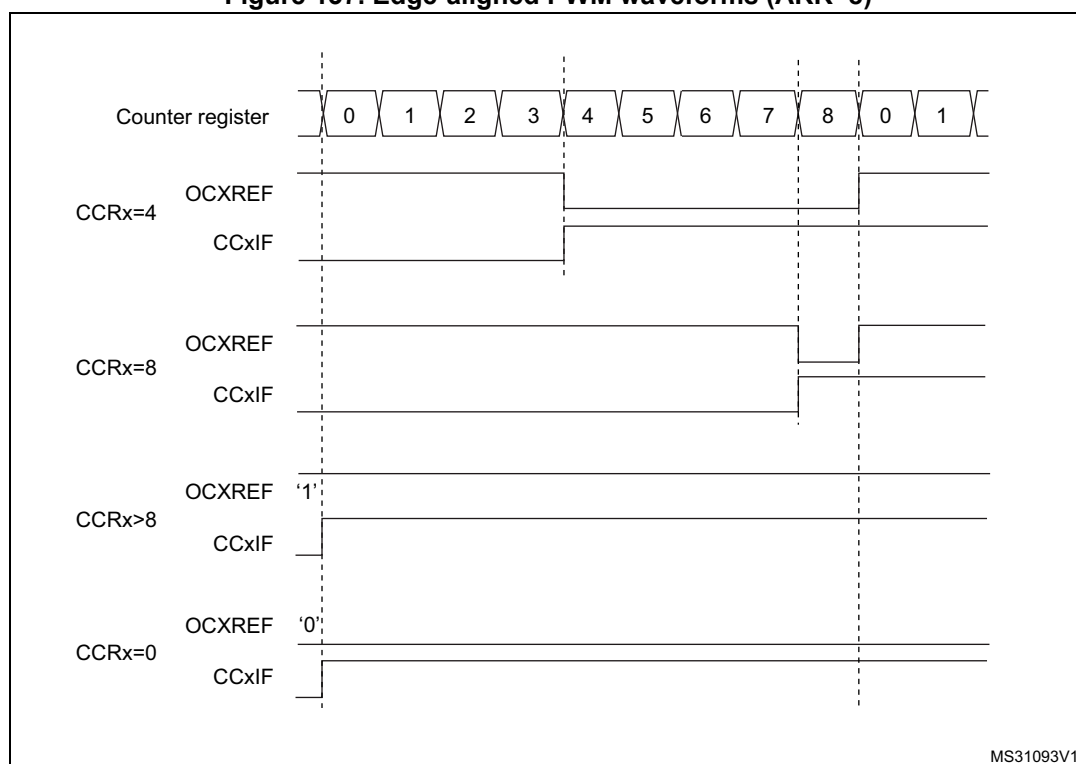 Figure Edge-aligned PWM waveforms (ARR=8)
Counter register 0 1 2 3 4 5 6 7 8 0 1
OCXREF
CCRx=4
CCxIF
OCXREF
CCRx=8
CCxIF
OCXREF '1'
CCRx>8
CCxIF
OCXREF '0'
CCRx=0
CCxIF
MS31093V1